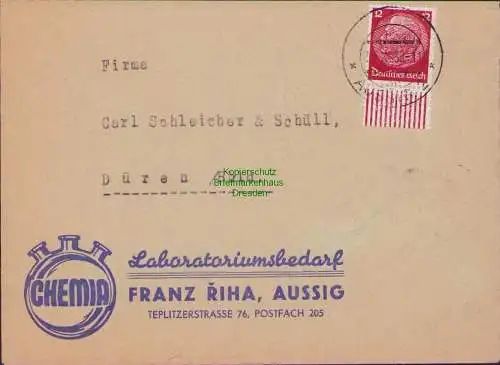 12 12
Deutsches Reich
Firma
Carl Schleicher & Schüll,
Düren
Kopierschutz
Briefmarkenhaus
Dresden
CHEMIA
Laboratoriumsbedarf
FRANZ ŘIHA, AUSSIG
TEPLITZERSTRASSE 76, POSTFACH 205